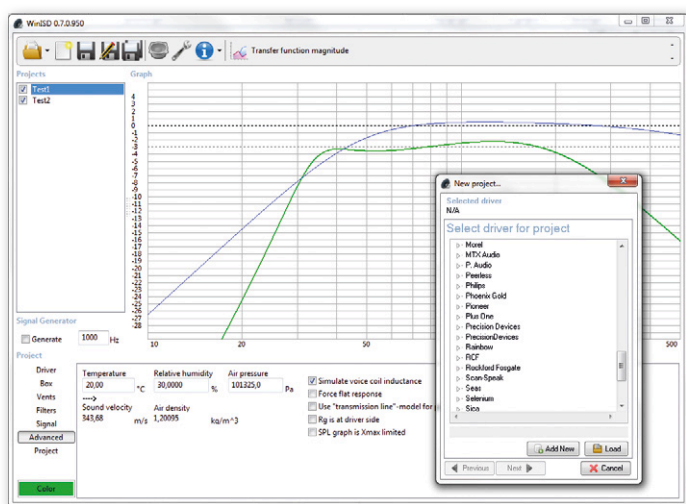 WinISD 0.7.0.950
Transfer function magnitude
Projects
Test1
Test2
Graph
4
3
2
1
0
-1
-2
-3
-4
-5
-6
-7
-8
-9
-10
-11
-12
-13
-14
-15
-16
-17
-18
-19
-20
-21
-22
-23
-24
-25
-26
-27
-28
10
20
50
500
Signal Generator
Generate 1000 Hz
Project
Driver
Box
Vents
Filters
Signal
Advanced
Project
Color
Temperature Relative humidity Air pressure
20,00 °C 30,0000 % 101325,0 Pa
---->
Sound velocity Air density
343,68 m/s 1,20095 kg/m^3
Simulate voice coil inductance
Force flat response
Use "transmission line"-model for
Rg is at driver side
SPL graph is Xmax limited
New project...
Selected driver
N/A
Select driver for project
Morel
MTX Audio
P. Audio
Peerless
Philips
Phoenix Gold
Pioneer
Plus One
Precision Devices
PrecisionDevices
Rainbow
RCF
Rockford Fosgate
Scan-Speak
Seas
Selenium
Sica
Add New Load
Previous Next Cancel